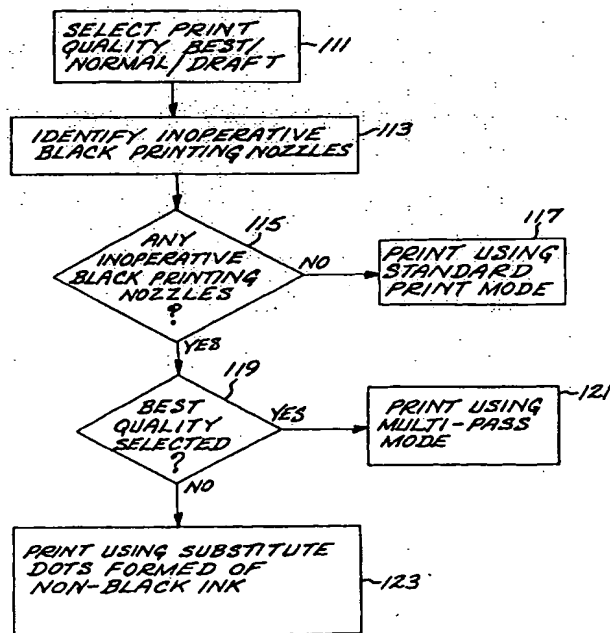 SELECT PRINT
QUALITY BEST/
NORMAL/DRAFT
111
IDENTIFY INOPERATIVE
BLACK PRINTING NOZZLES
113
115
ANY
INOPERATIVE
BLACK PRINTING
NOZZLES
?
NO
117
PRINT USING
STANDARD
PRINT MODE
YES
119
BEST
QUALITY
SELECTED
?
YES
121
PRINT USING
MULTI-PASS
MODE
NO
PRINT USING SUBSTITUTE
DOTS FORMED OF
NON-BLACK INK
123